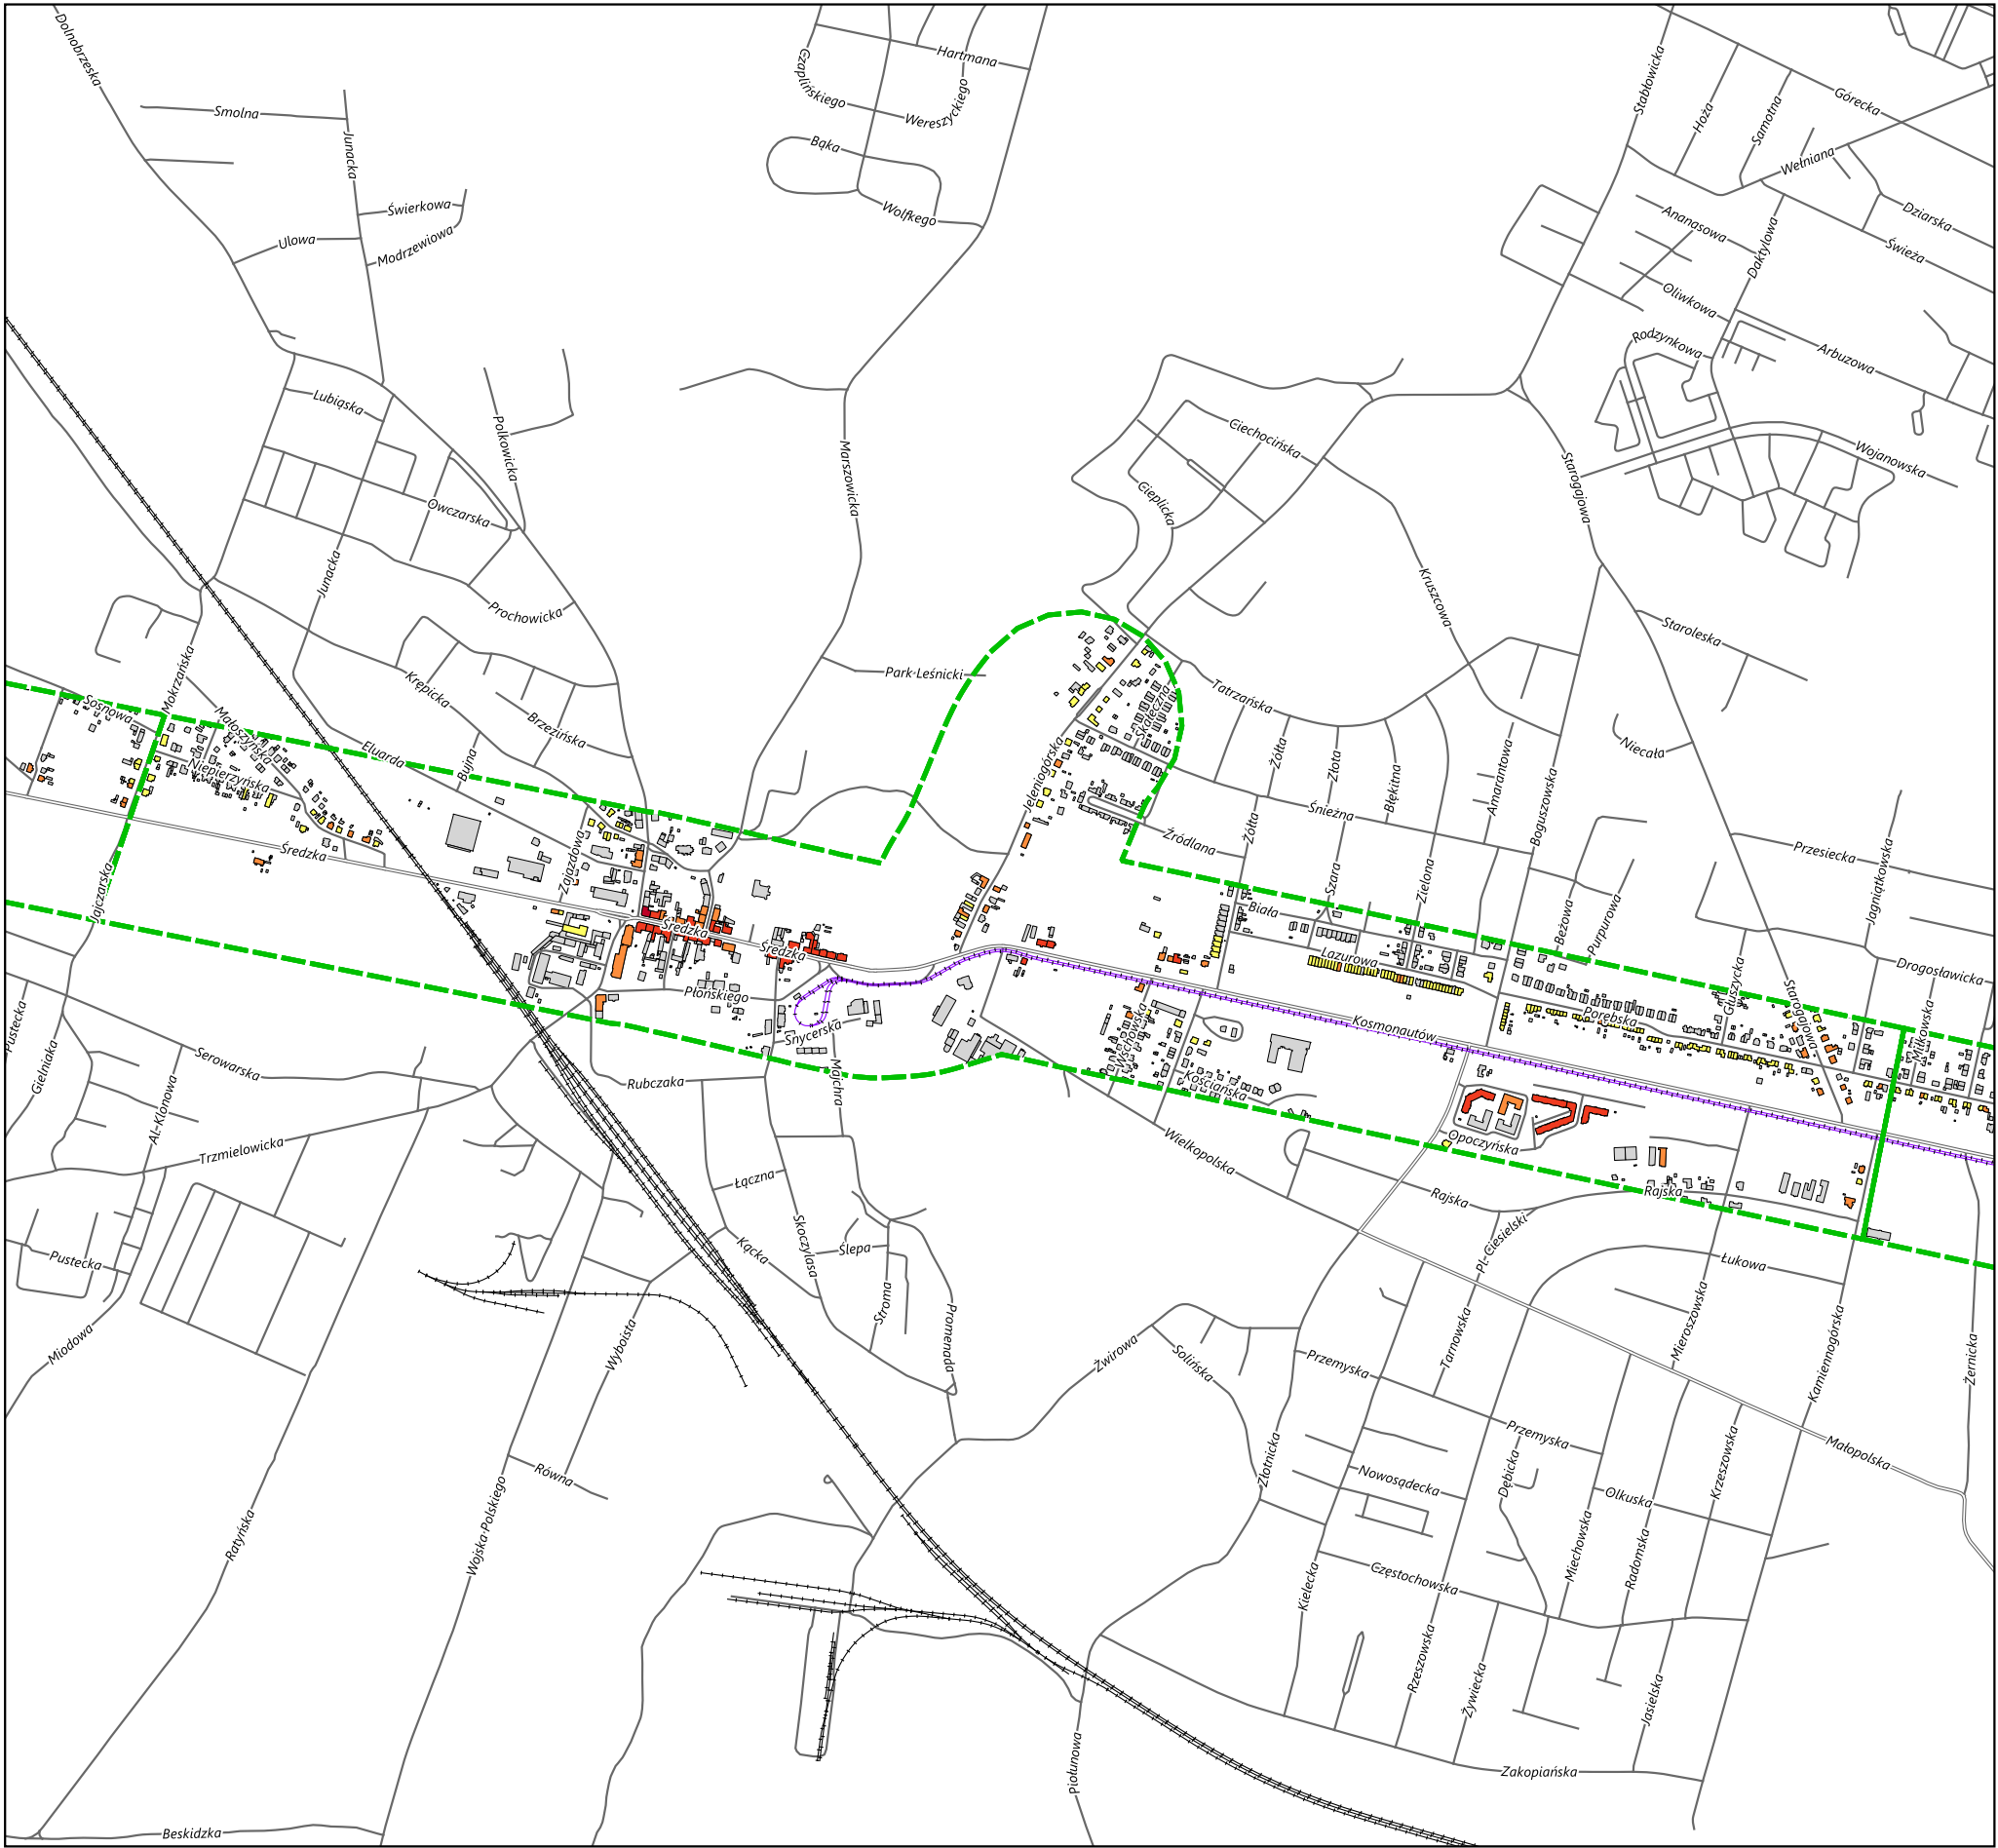 Dolnobrzeska
Smolna
Junacka
Świerkowa
Ulowa
Modrzewiowa
Czaplińskiego
Hartmana
Wereszyckiego
Bąka
Wolfkego
Stabłowicka
Hoża
Samotna
Górecka
Wełniana
Ananasowa
Daktylowa
Dziarska
Świeża
Oliwkowa
Rodzynkowa
Arbuzowa
Lubiąska
Polkowicka
Owczarska
Marszowicka
Ciechocińska
Cieplicka
Starogajowa
Wojanowska
Junacka
Prochowicka
Kruszcowa
Staroleska
Mokrzańska
Krępicka
Park-Leśnicki
Tatrzańska
Skałeczna
Sosnowa
Małoszyńska
Niepierzyńska
Eluarda
Bujna
Brzezińska
Jeleniogórska
Żółta
Złota
Błękitna
Amarantowa
Boguszowska
Niecała
Śnieżna
Źródlana
Żółta
Średzka
Zajazdowa
Jajczarska
Szara
Zielona
Przesiecka
Jagniątkowska
Biała
Beżowa
Purpurowa
Średzka
Średzka
Lazurowa
Drogosławicka
Płońskiego
Snycerska
Kosmonautów
Porębska
Głuszycka
Starogajowa
Miłkowska
Pustecka
Gielniaka
Serowarska
Al-Klonowa
Trzmielowicka
Rubczaka
Majchra
Wschowska
Kościańska
Wielkopolska
Opoczyńska
Rajska
Rajska
Pl-Ciesielski
Łączna
Skoczylasa
Ślepa
Kącka
Stroma
Promenada
Pustecka
Miodowa
Wyboista
Żwirowa
Solińska
Łukowa
Mieroszowska
Tarnowska
Kamiennogórska
Żernicka
Przemyska
Przemyska
Małopolska
Złotnicka
Nowosądecka
Dębicka
Olkuska
Krzeszowska
Równa
Ratyńska
Wojska-Polskiego
Częstochowska
Kielecka
Miechowska
Radomska
Rzeszowska
Żywiecka
Jasielska
Piołunowa
Zakopiańska
Beskidzka